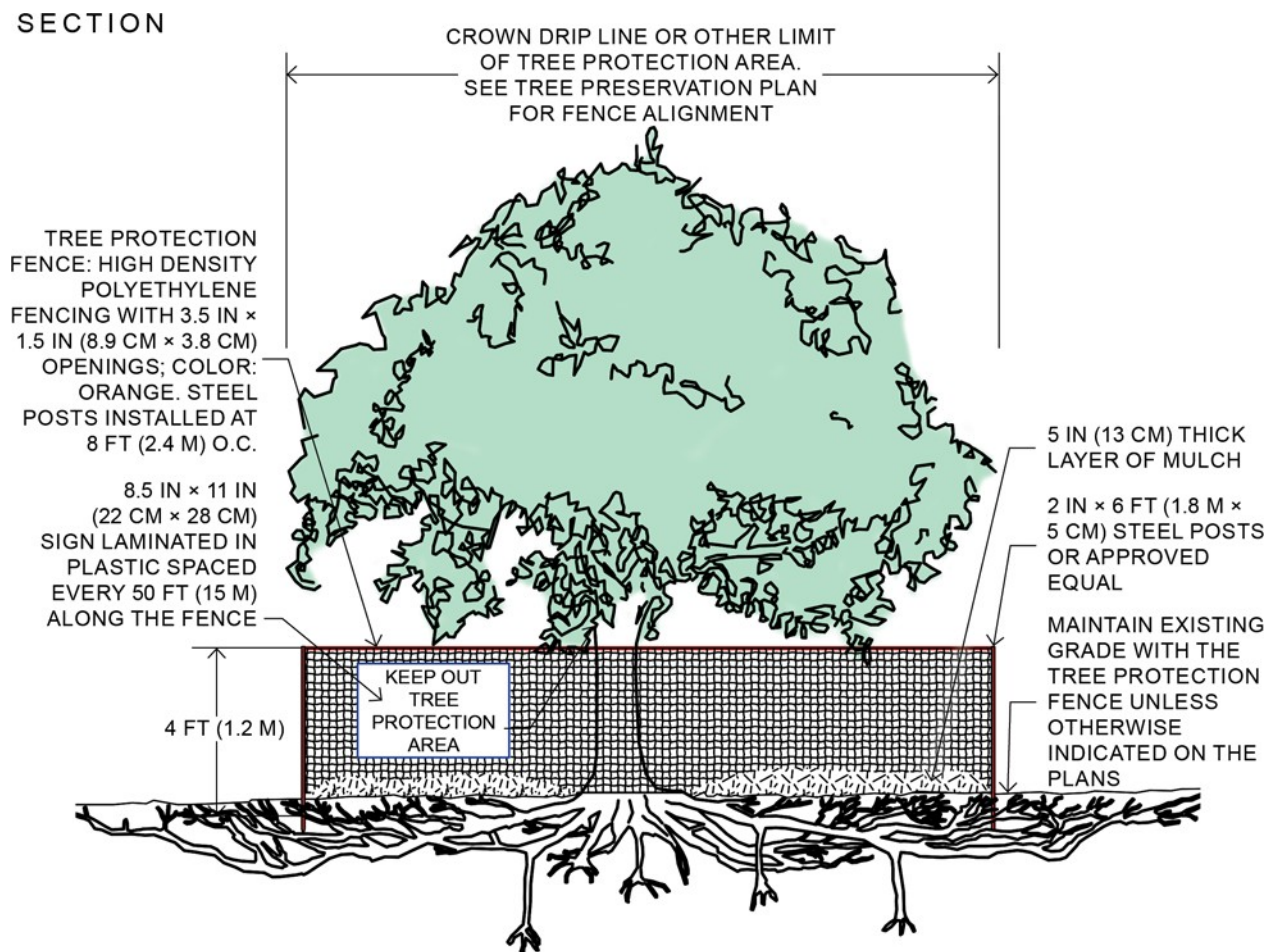 SECTION
CROWN DRIP LINE OR OTHER LIMIT
OF TREE PROTECTION AREA.
SEE TREE PRESERVATION PLAN
FOR FENCE ALIGNMENT
TREE PROTECTION
FENCE: HIGH DENSITY
POLYETHYLENE
FENCING WITH 3.5 IN ×
1.5 IN (8.9 CM × 3.8 CM)
OPENINGS; COLOR:
ORANGE. STEEL
POSTS INSTALLED AT
8 FT (2.4 M) O.C.
8.5 IN × 11 IN
(22 CM × 28 CM)
SIGN LAMINATED IN
PLASTIC SPACED
EVERY 50 FT (15 M)
ALONG THE FENCE
4 FT (1.2 M)
KEEP OUT
TREE
PROTECTION
AREA
5 IN (13 CM) THICK
LAYER OF MULCH
2 IN × 6 FT (1.8 M ×
5 CM) STEEL POSTS
OR APPROVED
EQUAL
MAINTAIN EXISTING
GRADE WITH THE
TREE PROTECTION
FENCE UNLESS
OTHERWISE
INDICATED ON THE
PLANS